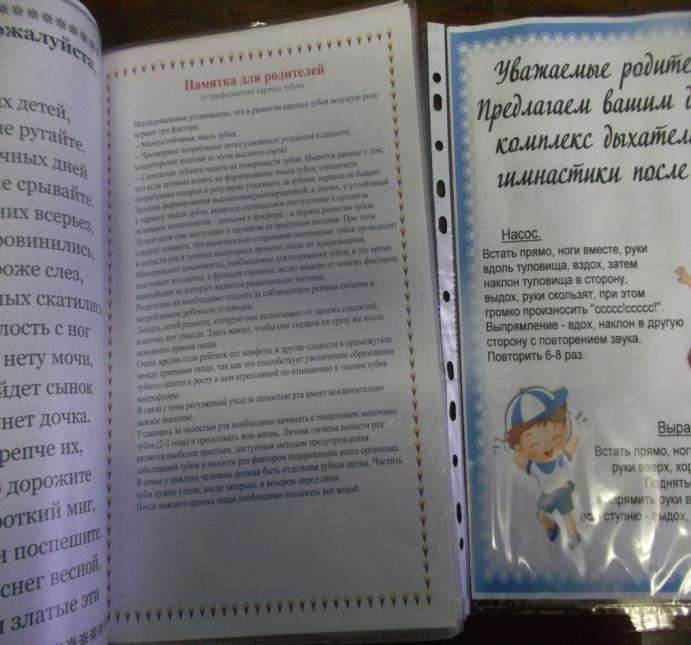 ожалуйста,
х детей,
не ругайте.
чных дней
не срывайте.
них всерьез,
ровинились,
роже слез,
ных скатились
лость с ног
нету мочи,
йдет сынок
нет дочка.
репче их,
дорожите
роткий миг,
и поспешите.
снег весной,
златые эти
Памятка для родителей
(о профилактике кариеса зубов)
Исследованиями установлено, что в развитии кариеса зубов ведущую роль
играют три фактора:
– Малоустойчивая эмаль зубов
– Чрезмерное потребление легко усвояемых углеводов (сладости,
кондитерские изделия из муки высшего сорта)
– Скопление зубного налета на поверхности зубов. Имеются данные о том,
что если активно влиять на формирование эмали зубов, ограничить
потребление сахаров и регулярно ухаживать за зубами, кариеса не бывает.
Залогом формирования высокоминерализированной, а значит, и устойчивой
к кариесу эмали зубов, является оптимальное поступление в организм
основных компонентов – кальция и фосфора – в период развития зубов.
Лучше если они поступают в организм из продуктов питания. При этом
следует помнить, что окончательно созревание постоянных зубов происходит
в полости рта в течение некоторого времени после их прорезывания.
Минеральные компоненты, необходимые для созревания зубов, в это время
поступают из слюны, а функция слюнных желез зависит от многих факторов,
важнейшим из которых является рациональное питание.
Родителям же необходимо следить за соблюдением режима питания и
потреблением ребенком углеводов.
Лишать детей радости, которую они испытывают от приема сладостей,
конечно, нет смысла. Здесь важно, чтобы они съедали их сразу же после
основного приема пищи.
Очень вредно если ребенок ест конфеты и другие сладости в промежутках
между приемами пищи, так как это способствует увеличению образования
зубного налета и росту в нем агрессивной по отношению к тканям зубов
микрофлоры.
В связи с этим регулярный уход за полостью рта имеет исключительно
важное значение.
Ухаживать за полостью рта необходимо начинать с появлением молочных
зубов (2-3 года) и продолжать всю жизнь. Личная гигиена полости рта
является наиболее простым, доступным методом предупреждения
заболеваний зубов и полости рта фактором оздоровления всего организма.
В семье у каждого человека должна быть отдельная зубная щетка. Чистить
зубы нужно утром, после завтрака, и вечером перед сном.
После каждого приема пищи необходимо полоскать рот водой.
Уважаемые родите
Предлагаем вашим д
комплекс дыхател
гимнастики после
Насос.
Встать прямо, ноги вместе, руки
вдоль туловища, вздох, затем
наклон туловища в сторону,
выдох, руки скользят, при этом
громко произносить "ссссс!ссссс!".
Выпрямление - вдох, наклон в другую
сторону с повторением звука.
Повторить 6-8 раз.
Выра
Встать прямо, ног
руки вверх, хор
Поднять
выпрямить руки в
ступню - выдох,